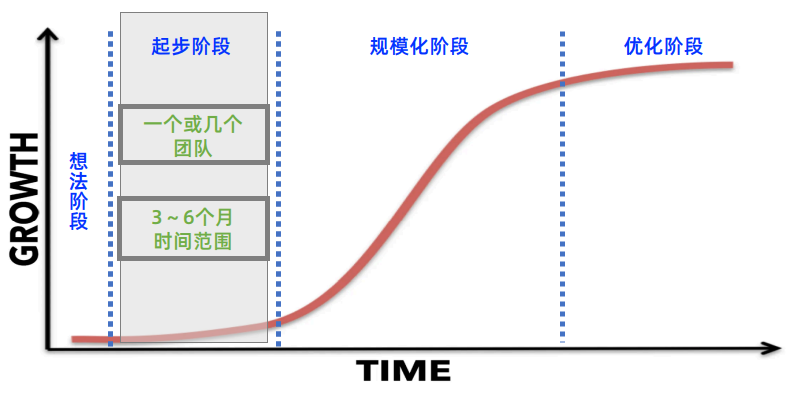 起步阶段
规模化阶段
优化阶段
一个或几个
团队
想法阶段
3～6个月
时间范围
GROWTH
TIME